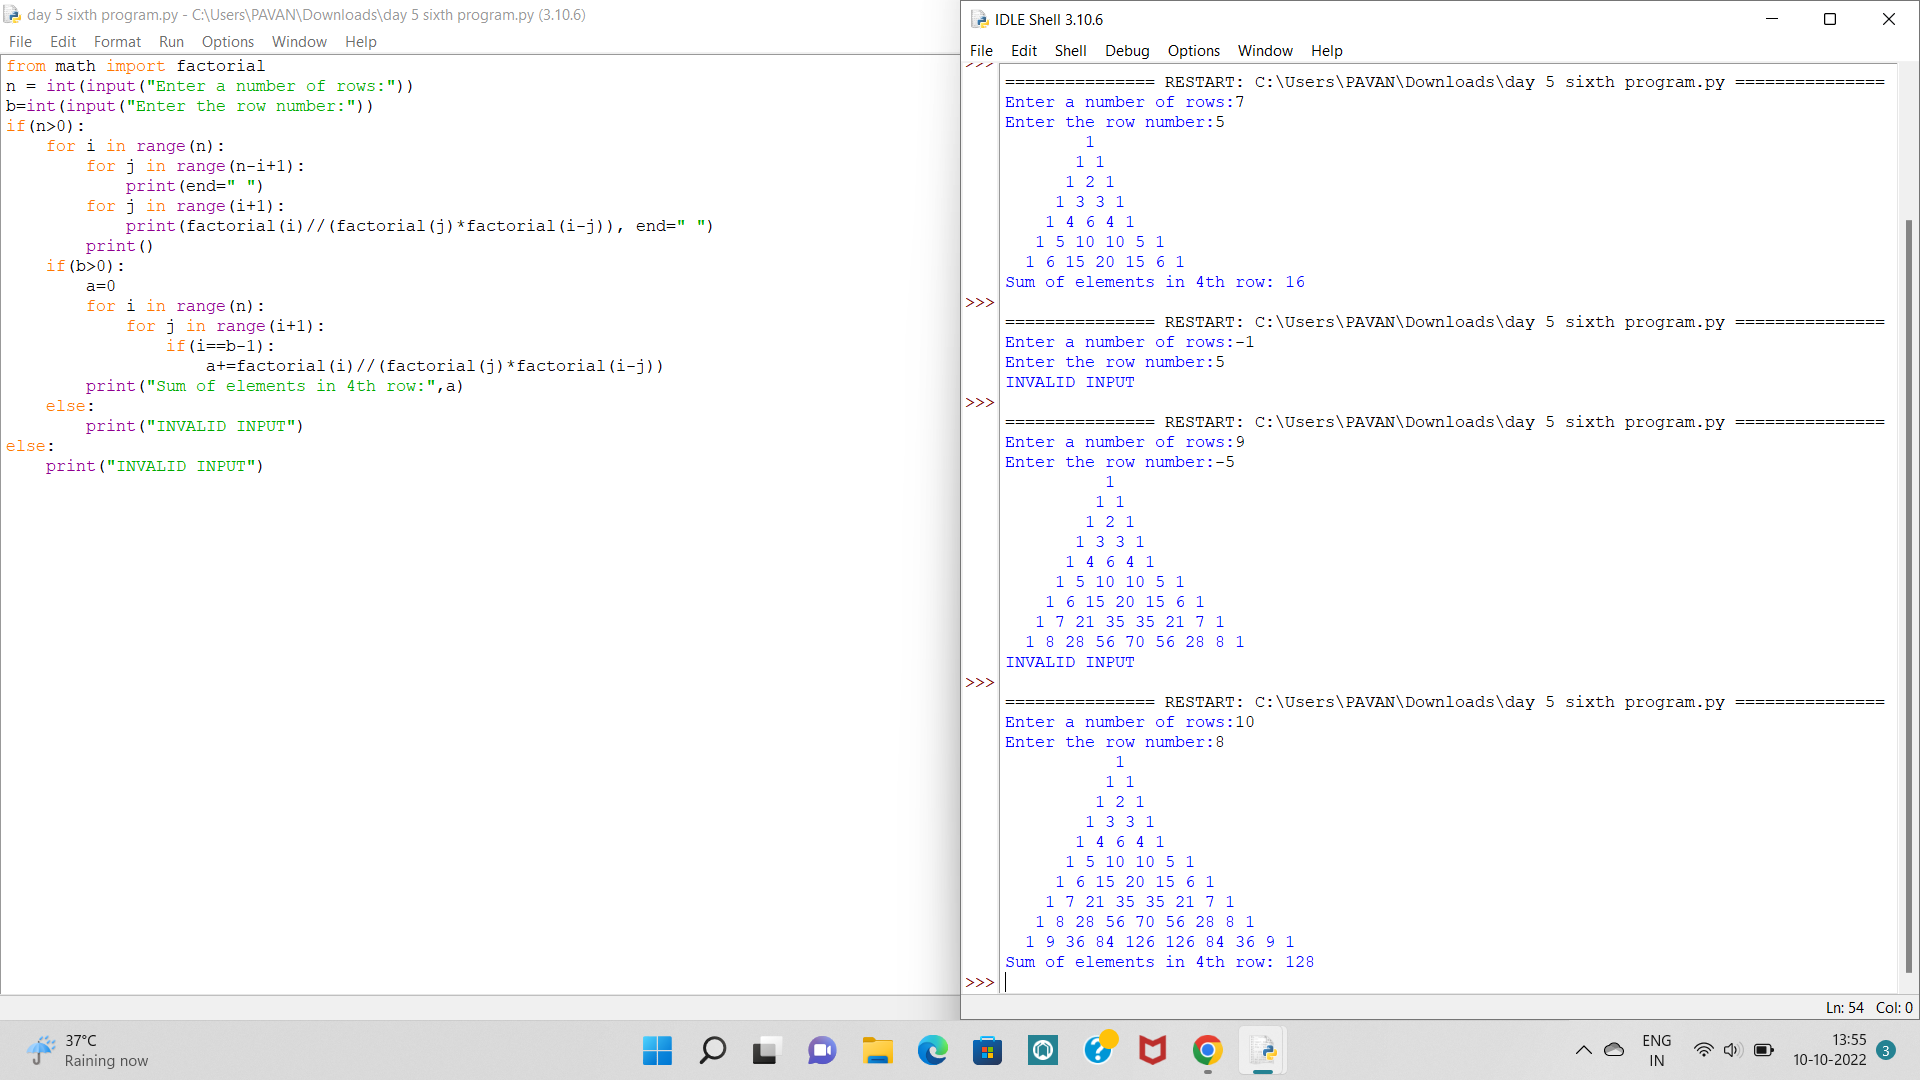 day 5 sixth program.py - C:\Users\PAVAN\Downloads\day 5 sixth program.py (3.10.6)
File Edit Format Run Options Window Help
from math import factorial
n = int(input("Enter a number of rows:"))
b=int(input("Enter the row number:"))
if(n>0):
    for i in range(n):
        for j in range(n-i+1):
            print(end=" ")
        for j in range(i+1):
            print(factorial(i)//(factorial(j)*factorial(i-j)), end=" ")
        print()
    if(b>0):
        a=0
        for i in range(n):
            for j in range(i+1):
                if(i==b-1):
                    a+=factorial(i)//(factorial(j)*factorial(i-j))
        print("Sum of elements in 4th row:",a)
    else:
        print("INVALID INPUT")
else:
    print("INVALID INPUT")
IDLE Shell 3.10.6
File Edit Shell Debug Options Window Help
>>>
=============== RESTART: C:\Users\PAVAN\Downloads\day 5 sixth program.py ===============
Enter a number of rows:7
Enter the row number:5
        1
       1 1
      1 2 1
     1 3 3 1
    1 4 6 4 1
   1 5 10 10 5 1
  1 6 15 20 15 6 1
Sum of elements in 4th row: 16
>>>
=============== RESTART: C:\Users\PAVAN\Downloads\day 5 sixth program.py ===============
Enter a number of rows:-1
Enter the row number:5
INVALID INPUT
>>>
=============== RESTART: C:\Users\PAVAN\Downloads\day 5 sixth program.py ===============
Enter a number of rows:9
Enter the row number:-5
          1
         1 1
        1 2 1
       1 3 3 1
      1 4 6 4 1
     1 5 10 10 5 1
    1 6 15 20 15 6 1
   1 7 21 35 35 21 7 1
  1 8 28 56 70 56 28 8 1
INVALID INPUT
>>>
=============== RESTART: C:\Users\PAVAN\Downloads\day 5 sixth program.py ===============
Enter a number of rows:10
Enter the row number:8
           1
          1 1
         1 2 1
        1 3 3 1
       1 4 6 4 1
      1 5 10 10 5 1
     1 6 15 20 15 6 1
    1 7 21 35 35 21 7 1
   1 8 28 56 70 56 28 8 1
  1 9 36 84 126 126 84 36 9 1
Sum of elements in 4th row: 128
>>>
Ln: 54 Col: 0
37°C
Raining now
ENG
IN
13:55
10-10-2022
3